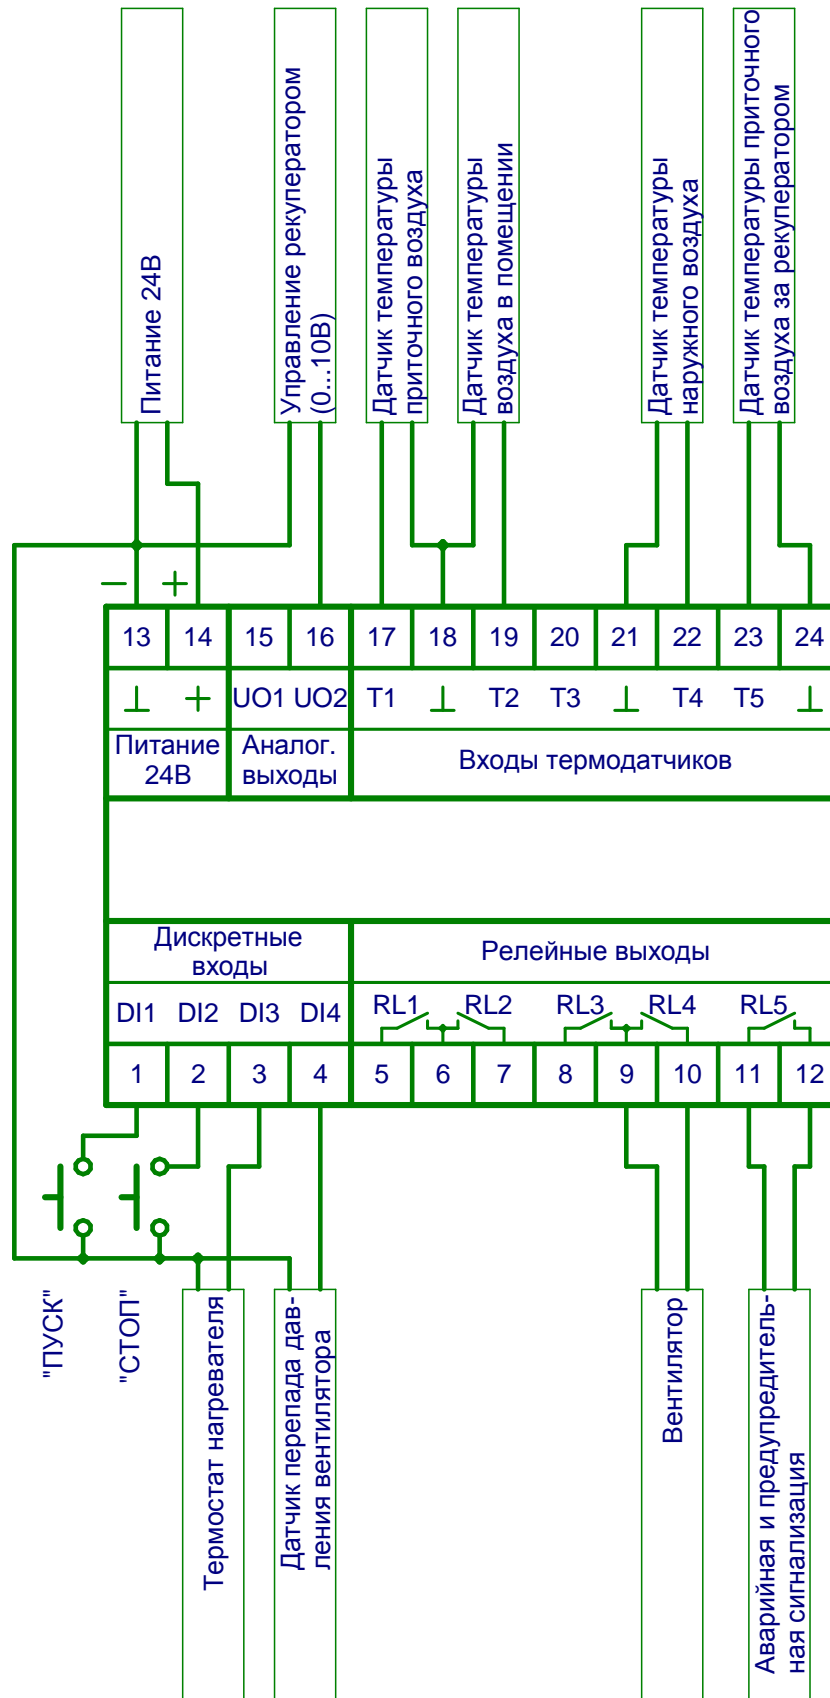 Питание 24В
Управление рекуператором
(0...10В)
Датчик температуры
приточного воздуха
Датчик температуры
воздуха в помещении
Датчик температуры
наружного воздуха
Датчик температуры приточного
воздуха за рекуператором
− +
13 14 15 16 17 18 19 20 21 22 23 24
⊥ + UO1 UO2 T1 ⊥ T2 T3 ⊥ T4 T5 ⊥
Питание
24В
Аналог.
выходы
Входы термодатчиков
Дискретные
входы
Релейные выходы
DI1 DI2 DI3 DI4 RL1 RL2 RL3 RL4 RL5
1 2 3 4 5 6 7 8 9 10 11 12
"ПУСК"
"СТОП"
Термостат нагревателя
Датчик перепада дав-
ления вентилятора
Вентилятор
Аварийная и предупредитель-
ная сигнализация